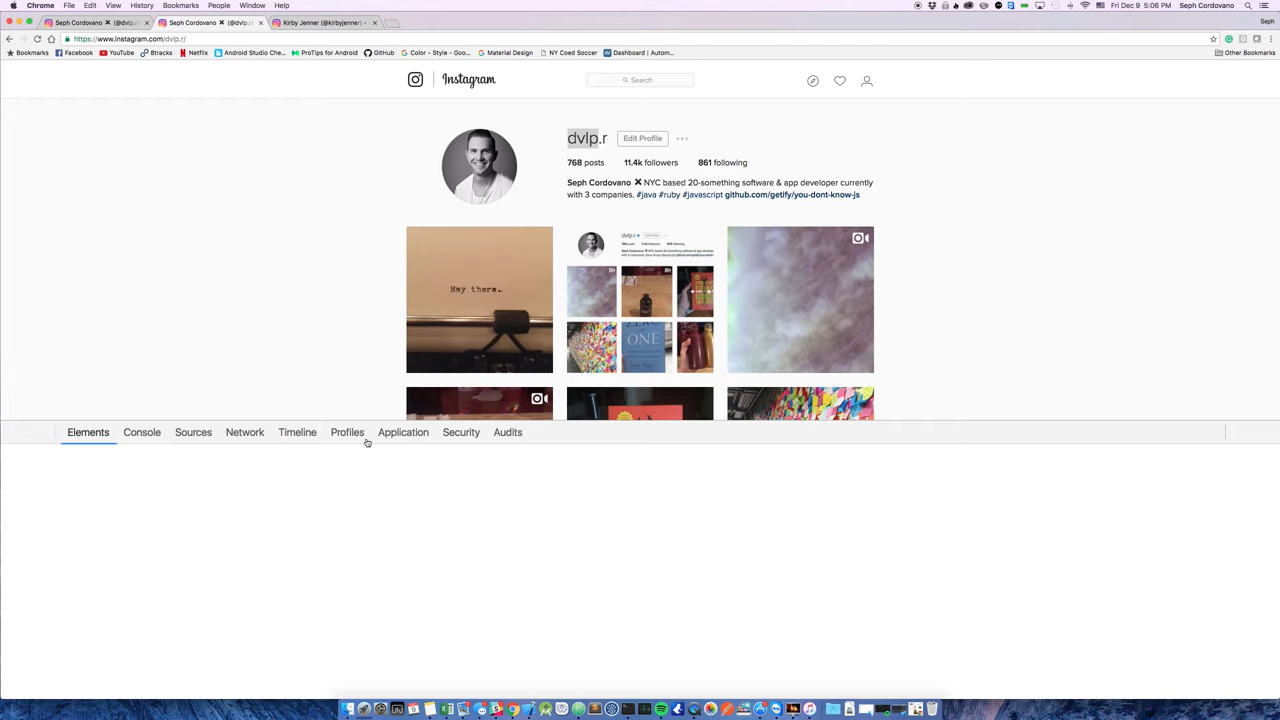 Chrome File Edit View History Bookmarks People Window Help
Fri Dec 9 5:06 PM Seph Cordovano
Seph Cordovano ✖ (@dvlp.r
Seph Cordovano ✖ (@dvlp.r
Kirby Jenner (@kirbyjenner) •
Seph
https://www.instagram.com/dvlp.r/
Bookmarks Facebook YouTube 8tracks Netflix Android Studio Che... ProTips for Android GitHub Color - Style - Goo... Material Design NY Coed Soccer Dashboard | Autom... Other Bookmarks
Instagram
Search
dvlp.r Edit Profile
768 posts 11.4k followers 861 following
Seph Cordovano ✖ NYC based 20-something software & app developer currently
with 3 companies. #java #ruby #javascript github.com/getify/you-dont-know-js
Hey there..
dvlp.r
ZERO
ONE
Elements Console Sources Network Timeline Profiles Application Security Audits